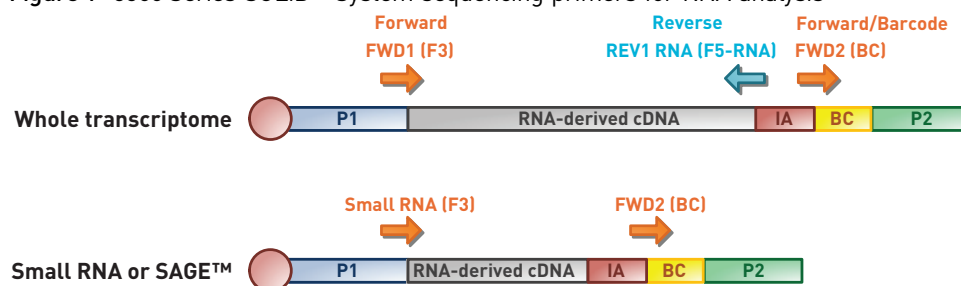 Forward
FWD1 (F3)
Reverse
REV1 RNA (F5-RNA)
Forward/Barcode
FWD2 (BC)
Whole transcriptome
P1
RNA-derived cDNA
IA
BC
P2
Small RNA (F3)
FWD2 (BC)
Small RNA or SAGE™
P1
RNA-derived cDNA
IA
BC
P2